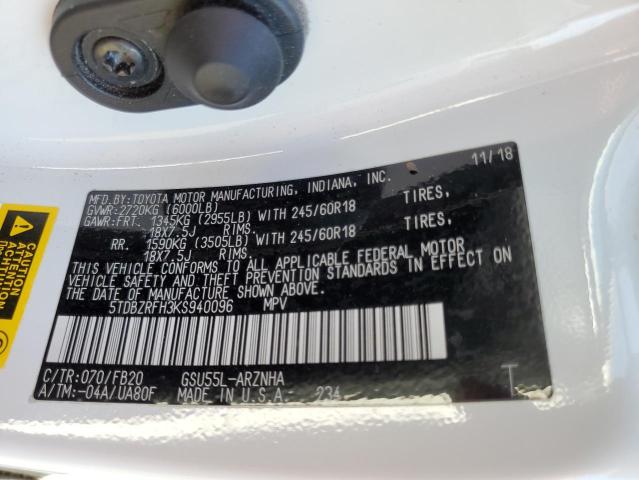 11/18
MFD.BY:TOYOTA MOTOR MANUFACTURING, INDIANA, INC.
GVWR:2720KG (6000LB)
GAWR:FRT. 1345KG (2955LB) WITH 245/60R18 TIRES,
18X7.5J RIMS.
RR. 1590KG (3505LB) WITH 245/60R18 TIRES,
18X7.5J RIMS.
THIS VEHICLE CONFORMS TO ALL APPLICABLE FEDERAL MOTOR
VEHICLE SAFETY AND THEFT PREVENTION STANDARDS IN EFFECT ON
THE DATE OF MANUFACTURE SHOWN ABOVE.
5TDBZRFH3KS940096 MPV
C/TR:070/FB20 GSU55L-ARZNHA
A/TM:-04A/UA80F MADE IN U.S.A. 23A
T
CAUTION